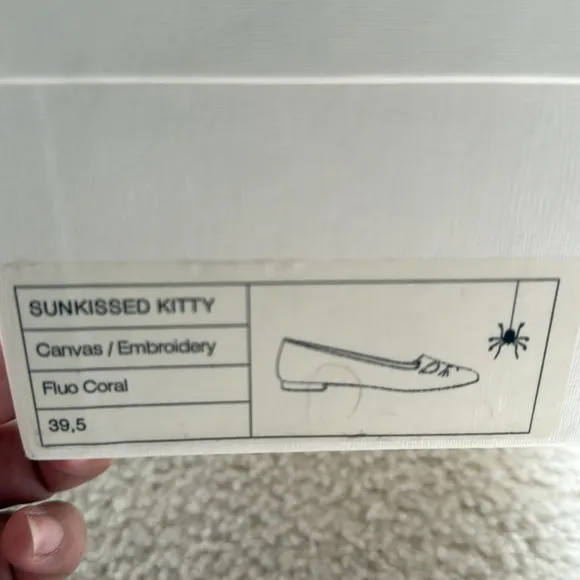 SUNKISSED KITTY
Canvas / Embroidery
Fluo Coral
39,5